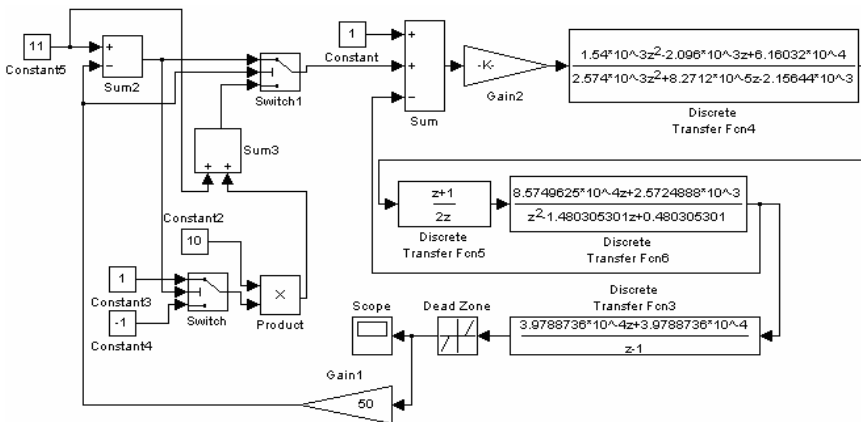 11
Constant5
+
−
Sum2
Switch1
1
Constant
+
+
−
Sum
-K-
Gain2
1.54*10^-3z²-2.096*10^-3z+6.16032*10^-4
2.574*10^-3z²+8.2712*10^-5z-2.15644*10^-3
Discrete
Transfer Fcn4
+ +
Sum3
z+1
2z
Discrete
Transfer Fcn5
8.5749625*10^-4z+2.5724888*10^-3
z²-1.480305301z+0.480305301
Discrete
Transfer Fcn6
Constant2
10
1
Constant3
-1
Constant4
Switch
×
Product
Scope
Dead Zone
Discrete
Transfer Fcn3
3.9788736*10^-4z+3.9788736*10^-4
z-1
Gain1
50